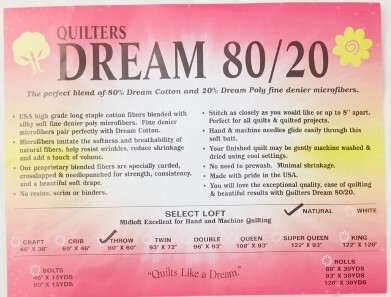 QUILTERS
DREAM 80/20
The perfect blend of 80% Dream Cotton and 20% Dream Poly fine denier microfibers.
• USA high grade long staple cotton fibers blended with
silky soft fine denier poly microfibers. Fine denier
microfibers pair perfectly with Dream Cotton.
• Microfibers imitate the softness and breathability of
natural fibers, help resist wrinkles, reduce shrinkage
and add a touch of volume.
• Our proprietary blended fibers are specially carded,
crosslapped & needlepunched for strength, consistency,
and a beautiful soft drape.
• No resins, scrim or binders.
• Stitch as closely as you would like or up to 8" apart.
Perfect for all quilts & quilted projects.
• Hand & machine needles glide easily through this
soft batt.
• Your finished quilt may be gently machine washed &
dried using cool settings.
• No need to prewash. Minimal shrinkage.
• Made with pride in the USA.
• You will love the exceptional quality, ease of quilting
& beautiful results with Quilters Dream 80/20.
SELECT LOFT
Midloft Excellent for Hand and Machine Quilting
NATURAL WHITE
CRAFT CRIB THROW TWIN DOUBLE QUEEN SUPER QUEEN KING
46" X 36" 60" X 46" 60" X 60" 93" X 72" 96" X 93" 108" X 93" 122" X 93" 122" X 120"
BOLTS
46" X 15YDS
60" X 15YDS
"Quilts Like a Dream."
ROLLS
60" X 30YDS
93" X 30YDS
120" X 30YDS